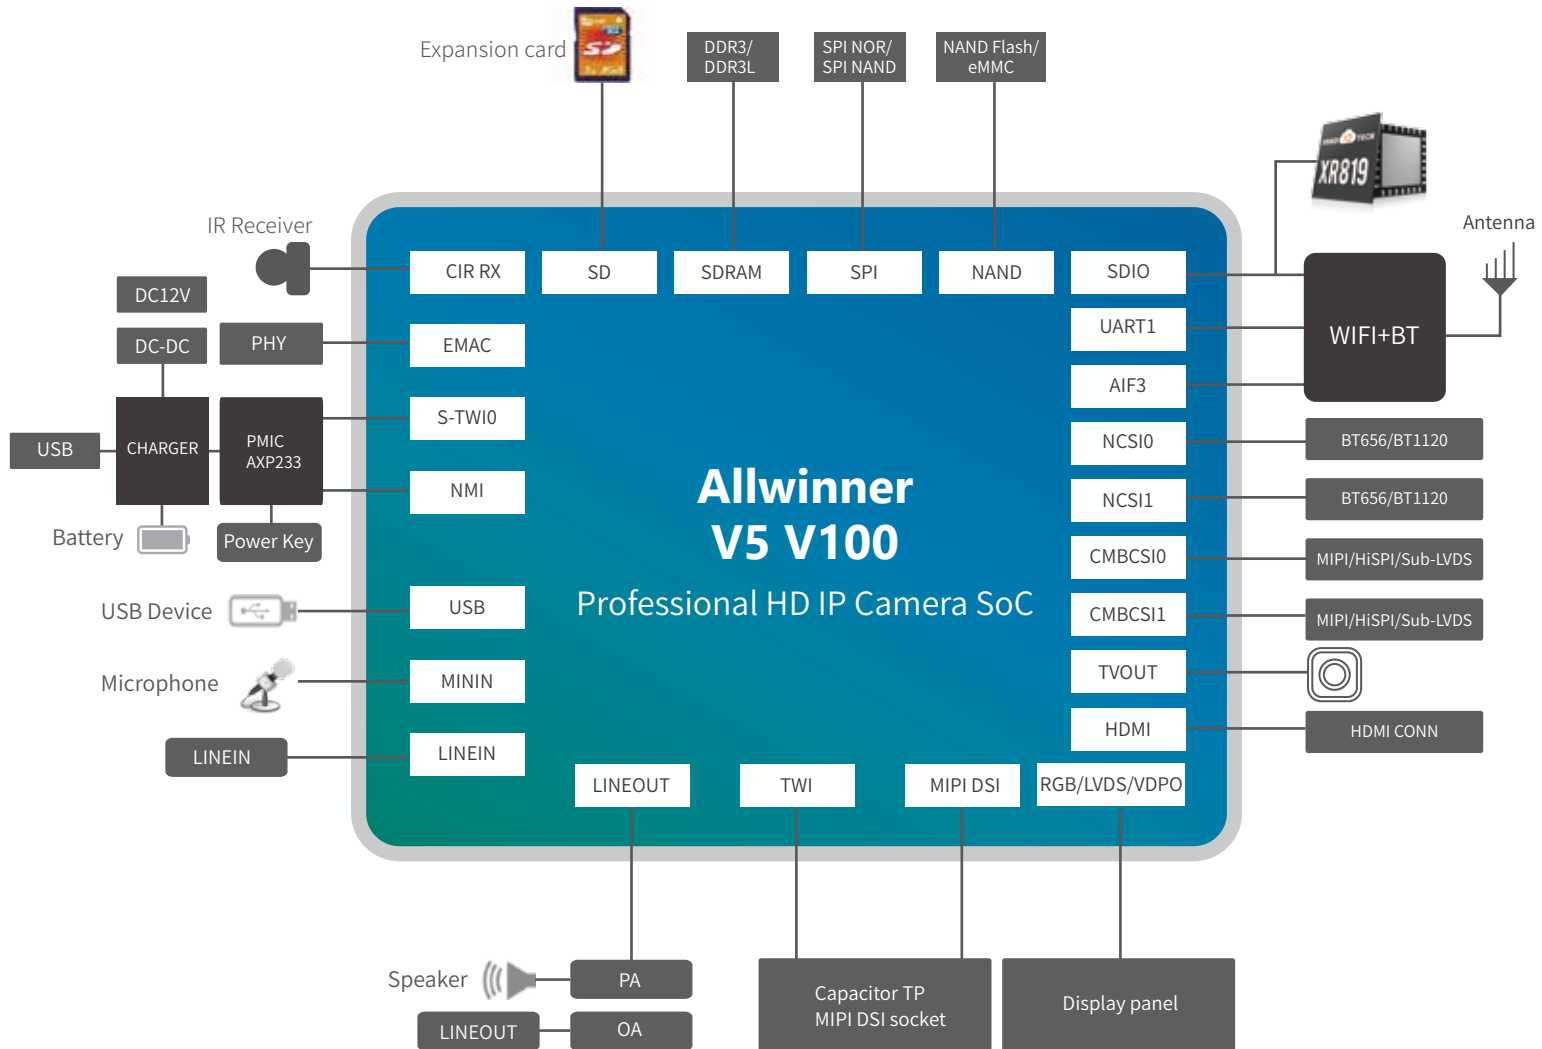 Expansion card
DDR3/
DDR3L
SPI NOR/
SPI NAND
NAND Flash/
eMMC
XR819
Antenna
IR Receiver
CIR RX
SD
SDRAM
SPI
NAND
SDIO
DC12V
DC-DC
PHY
EMAC
UART1
WIFI+BT
AIF3
S-TWI0
USB
CHARGER
PMIC
AXP233
NCSI0
BT656/BT1120
NMI
NCSI1
BT656/BT1120
Battery
Power Key
Allwinner
V5 V100
Professional HD IP Camera SoC
CMBCSI0
MIPI/HiSPI/Sub-LVDS
USB Device
USB
CMBCSI1
MIPI/HiSPI/Sub-LVDS
Microphone
MININ
TVOUT
LINEIN
LINEIN
HDMI
HDMI CONN
LINEOUT
TWI
MIPI DSI
RGB/LVDS/VDPO
Speaker
PA
LINEOUT
OA
Capacitor TP
MIPI DSI socket
Display panel